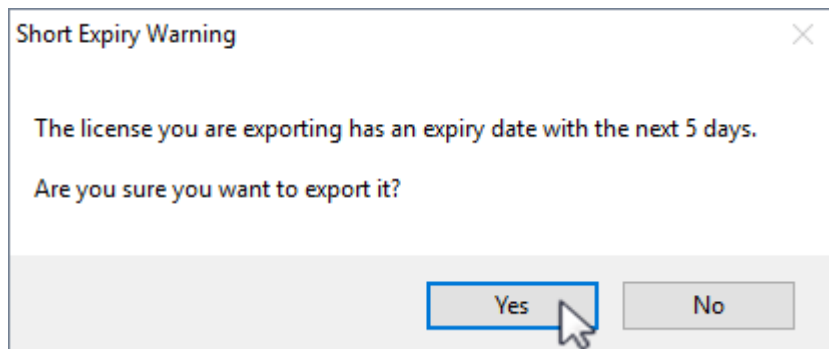 Short Expiry Warning
The license you are exporting has an expiry date with the next 5 days.
Are you sure you want to export it?
Yes
No